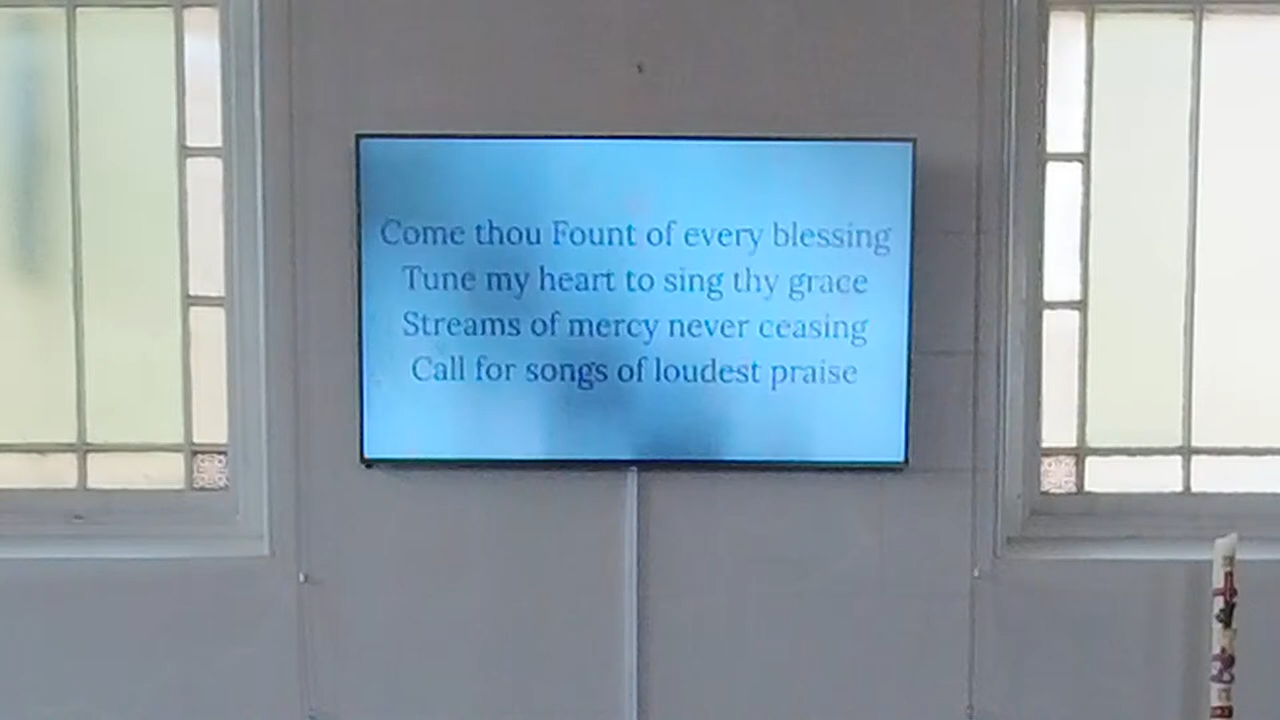 Come thou Fount of every blessing
Tune my heart to sing thy grace
Streams of mercy never ceasing
Call for songs of loudest praise